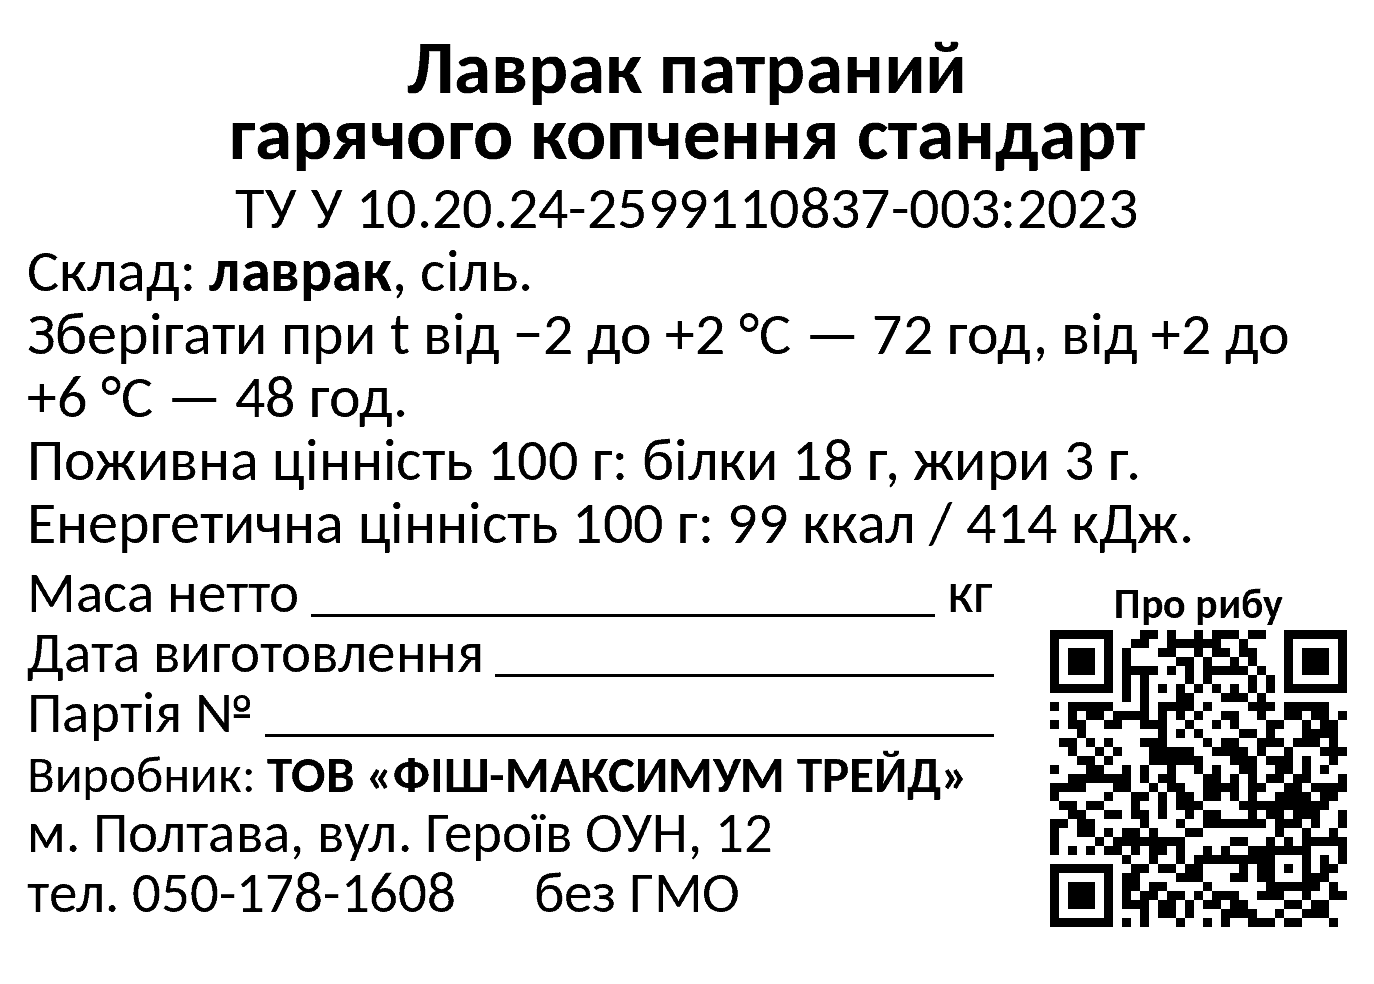 Лаврак патраний
гарячого копчення стандарт
ТУ У 10.20.24-2599110837-003:2023
Склад: лаврак, сіль.
Зберігати при t від −2 до +2 °C — 72 год, від +2 до
+6 °C — 48 год.
Поживна цінність 100 г: білки 18 г, жири 3 г.
Енергетична цінність 100 г: 99 ккал / 414 кДж.
Маса нетто ____________________ кг
Дата виготовлення ________________
Партія № ________________________
Про рибу
Виробник: ТОВ «ФІШ-МАКСИМУМ ТРЕЙД»
м. Полтава, вул. Героїв ОУН, 12
тел. 050-178-1608 без ГМО